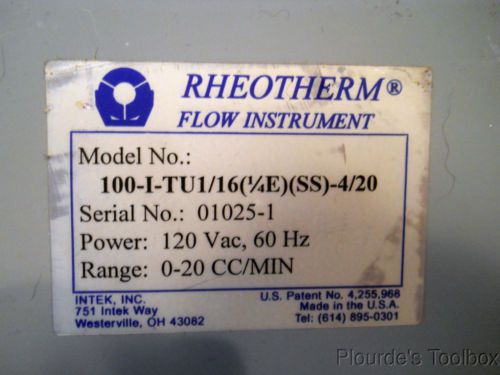 RHEOTHERM®
FLOW INSTRUMENT
Model No.:
100-I-TU1/16(¼E)(SS)-4/20
Serial No.: 01025-1
Power: 120 Vac, 60 Hz
Range: 0-20 CC/MIN
INTEK, INC.
751 Intek Way
Westerville, OH 43082
U.S. Patent No. 4,255,968
Made in the U.S.A.
Tel: (614) 895-0301
Plourde's Toolbox